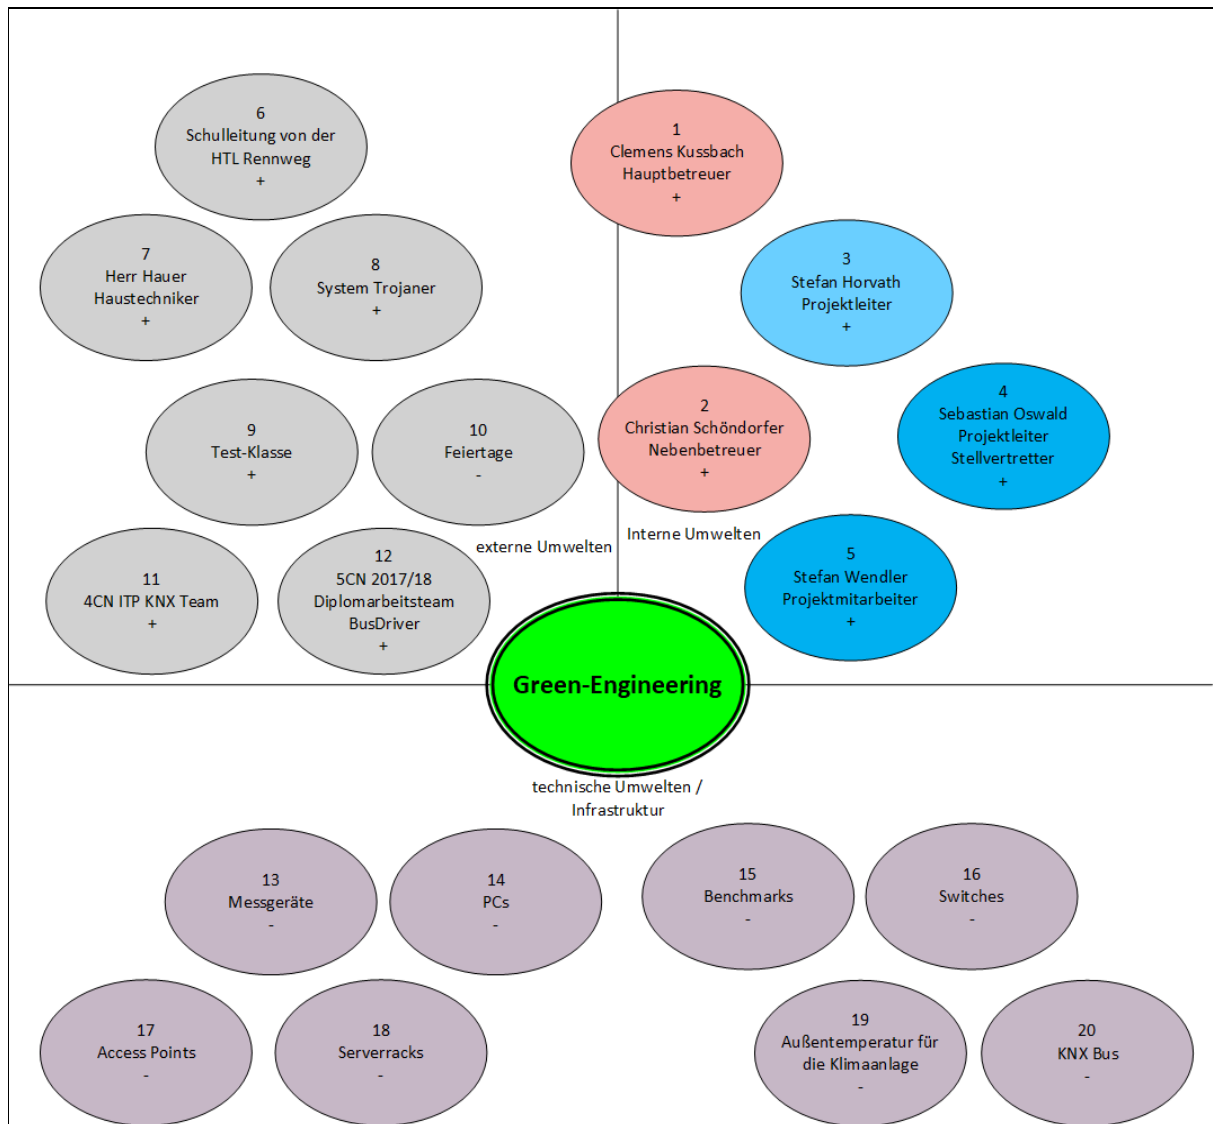 6
Schulleitung von der
HTL Rennweg
+
1
Clemens Kussbach
Hauptbetreuer
+
7
Herr Hauer
Haustechniker
+
8
System Trojaner
+
3
Stefan Horvath
Projektleiter
+
9
Test-Klasse
+
10
Feiertage
-
2
Christian Schöndorfer
Nebenbetreuer
+
4
Sebastian Oswald
Projektleiter
Stellvertretter
+
externe Umwelten
Interne Umwelten
11
4CN ITP KNX Team
+
12
5CN 2017/18
Diplomarbeitsteam
BusDriver
+
5
Stefan Wendler
Projektmitarbeiter
+
Green-Engineering
technische Umwelten /
Infrastruktur
13
Messgeräte
-
14
PCs
-
15
Benchmarks
-
16
Switches
-
17
Access Points
-
18
Serverracks
-
19
Außentemperatur für
die Klimaanlage
-
20
KNX Bus
-